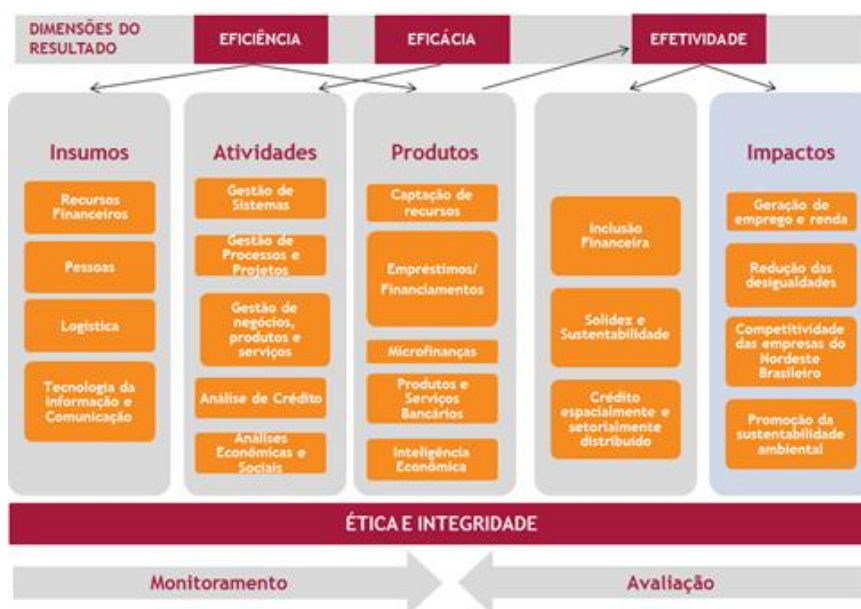 DIMENSÕES DO
RESULTADO
EFICIÊNCIA
EFICÁCIA
EFETIVIDADE
Insumos
Recursos
Financeiros
Pessoas
Logística
Tecnologia da
Informação e
Comunicação
Atividades
Gestão de
Sistemas
Gestão de
Processos e
Projetos
Gestão de
negócios,
produtos e
serviços
Análise de Crédito
Análises
Econômicas e
Sociais
Produtos
Captação de
recursos
Empréstimos/
Financiamentos
Microfinanças
Produtos e
Serviços
Bancários
Inteligência
Econômica
Inclusão
Financeira
Solidez e
Sustentabilidade
Crédito
espacialmente e
setorialmente
distribuído
Impactos
Geração de
emprego e renda
Redução das
desigualdades
Competitividade
das empresas do
Nordeste
Brasileiro
Promoção da
sustentabilidade
ambiental
ÉTICA E INTEGRIDADE
Monitoramento
Avaliação